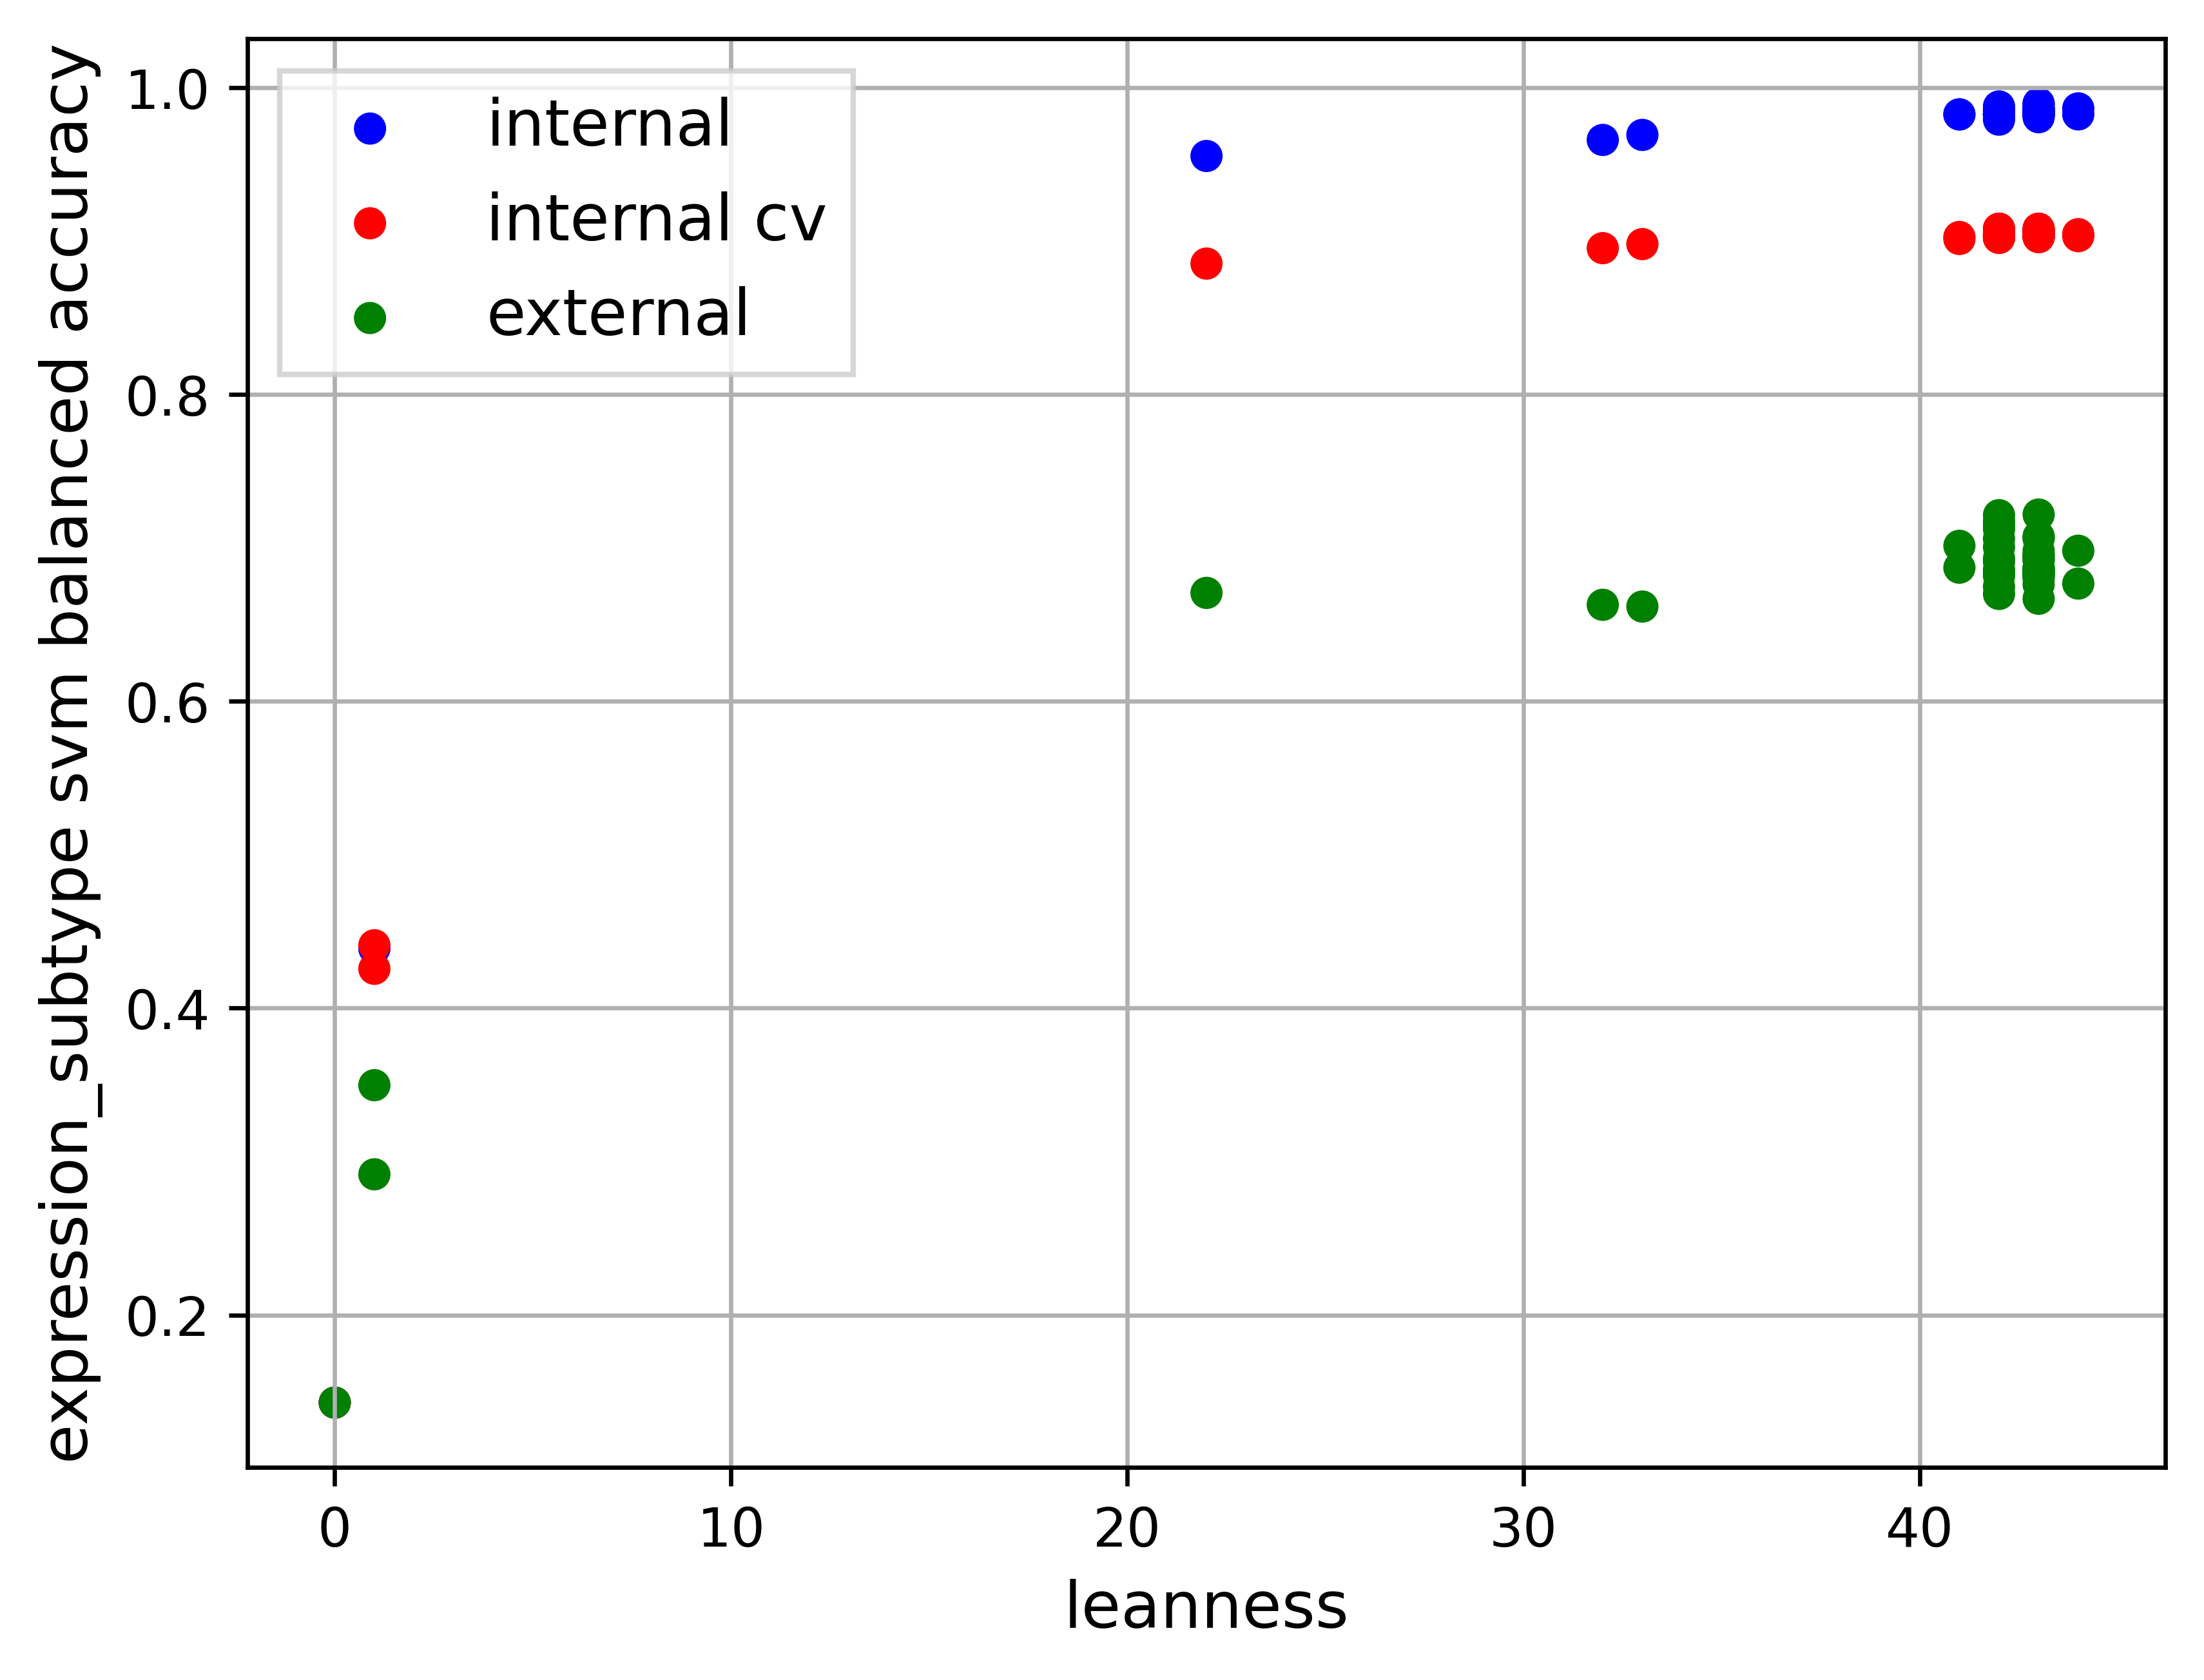 expression_subtype svm balanced accuracy
1.0
0.8
0.6
0.4
0.2
internal
internal cv
external
0 10 20 30 40
leanness